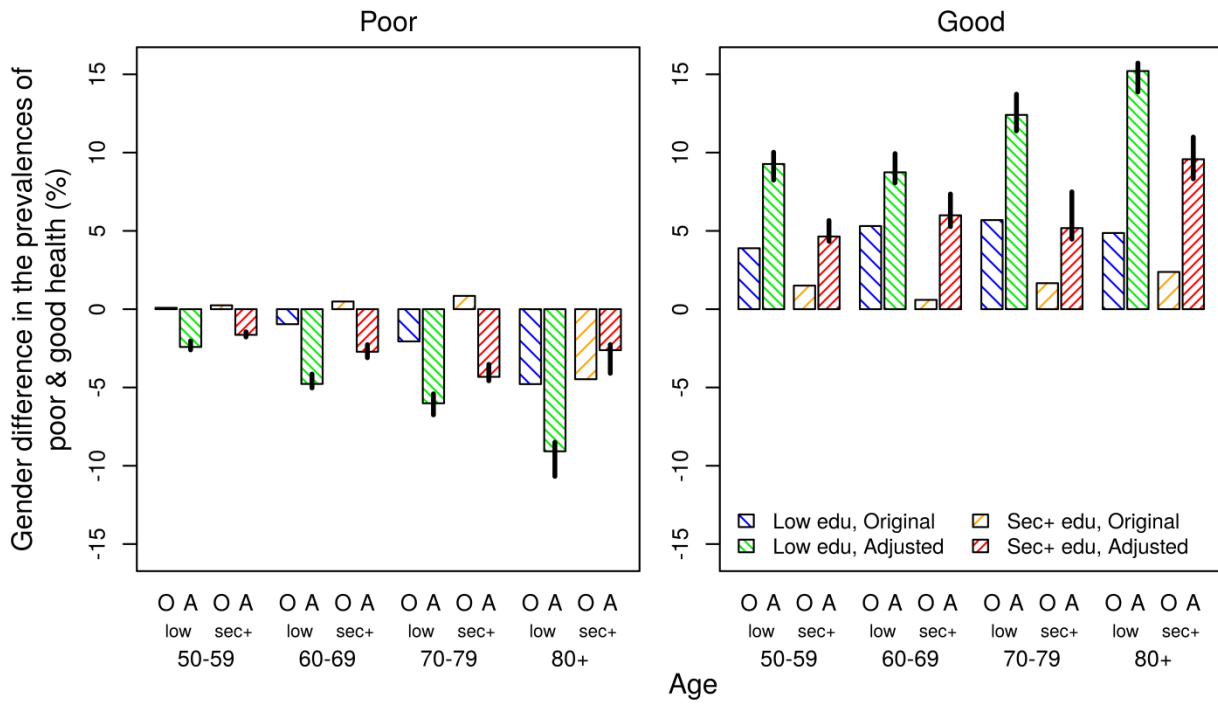 Poor
Good
Gender difference in the prevalences of
poor & good health (%)
15
10
5
0
-5
-10
-15
15
10
5
0
-5
-10
-15
Low edu, Original
Sec+ edu, Original
Low edu, Adjusted
Sec+ edu, Adjusted
O A O A O A O A O A O A O A O A
low sec+ low sec+ low sec+ low sec+
50-59 60-69 70-79 80+
O A O A O A O A O A O A O A O A
low sec+ low sec+ low sec+ low sec+
50-59 60-69 70-79 80+
Age